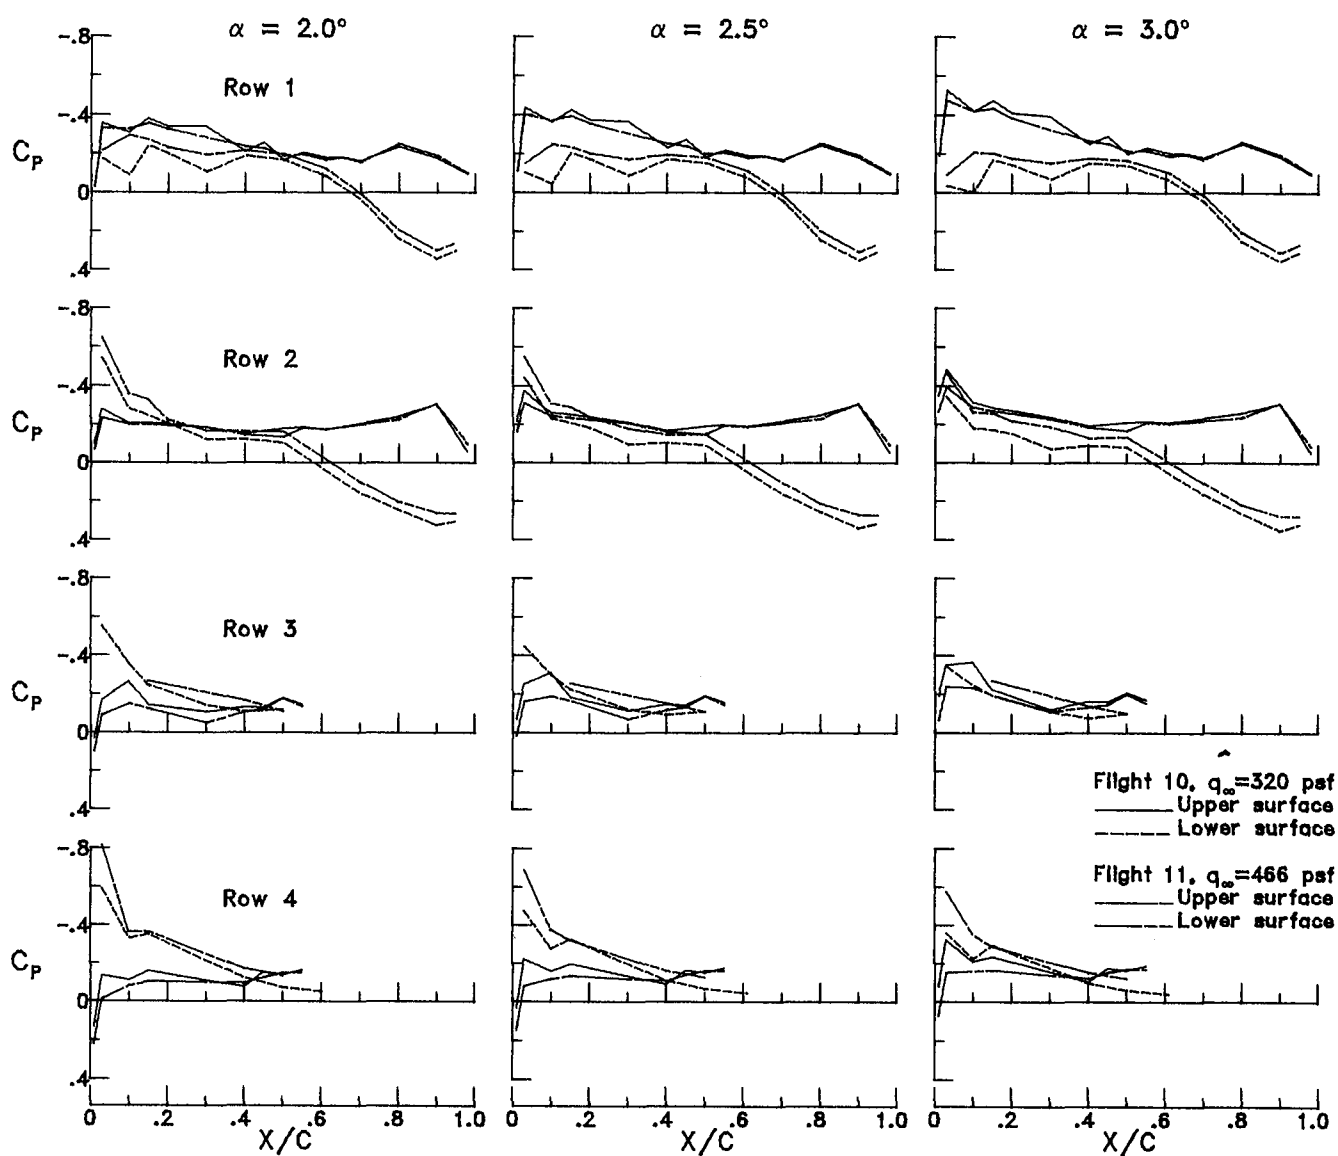 α = 2.0° α = 2.5° α = 3.0°
-.8
Row 1
-.4
Cp
0
.4
-.8
Row 2
-.4
Cp
0
.4
-.8
Row 3
-.4
Cp
0
.4
Flight 10, q∞=320 psf
Upper surface
Lower surface
-.8
Flight 11, q∞=466 psf
Upper surface
Lower surface
Row 4
-.4
Cp
0
.4
0 .2 .4 .6 .8 1.0 0 .2 .4 .6 .8 1.0 0 .2 .4 .6 .8 1.0
X/C X/C X/C